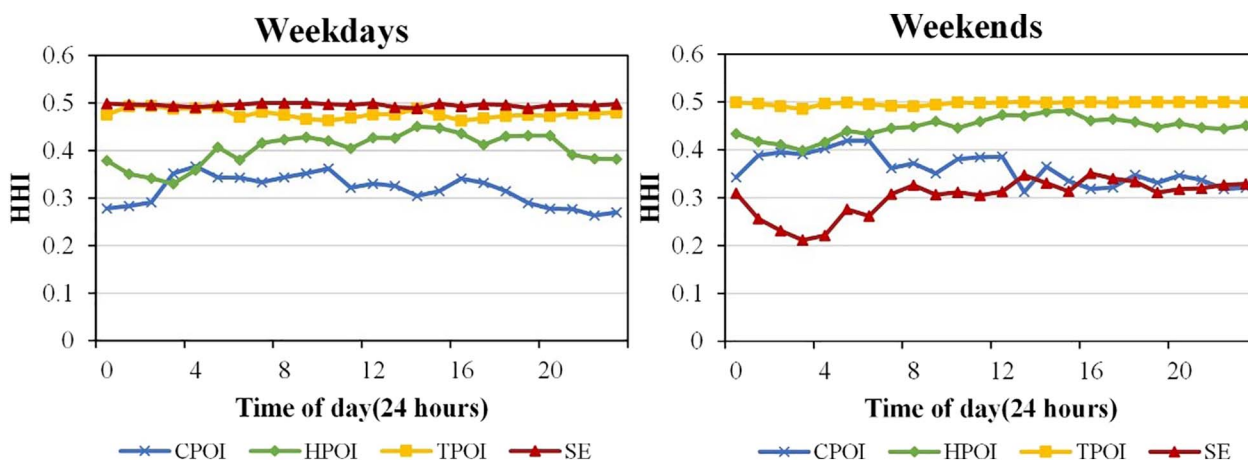 Weekdays
0.6
0.5
0.4
0.3
0.2
0.1
0
HHI
0 4 8 12 16 20
Time of day(24 hours)
CPOI HPOI TPOI SE
Weekends
0.6
0.5
0.4
0.3
0.2
0.1
0
HHI
0 4 8 12 16 20
Time of day(24 hours)
CPOI HPOI TPOI SE